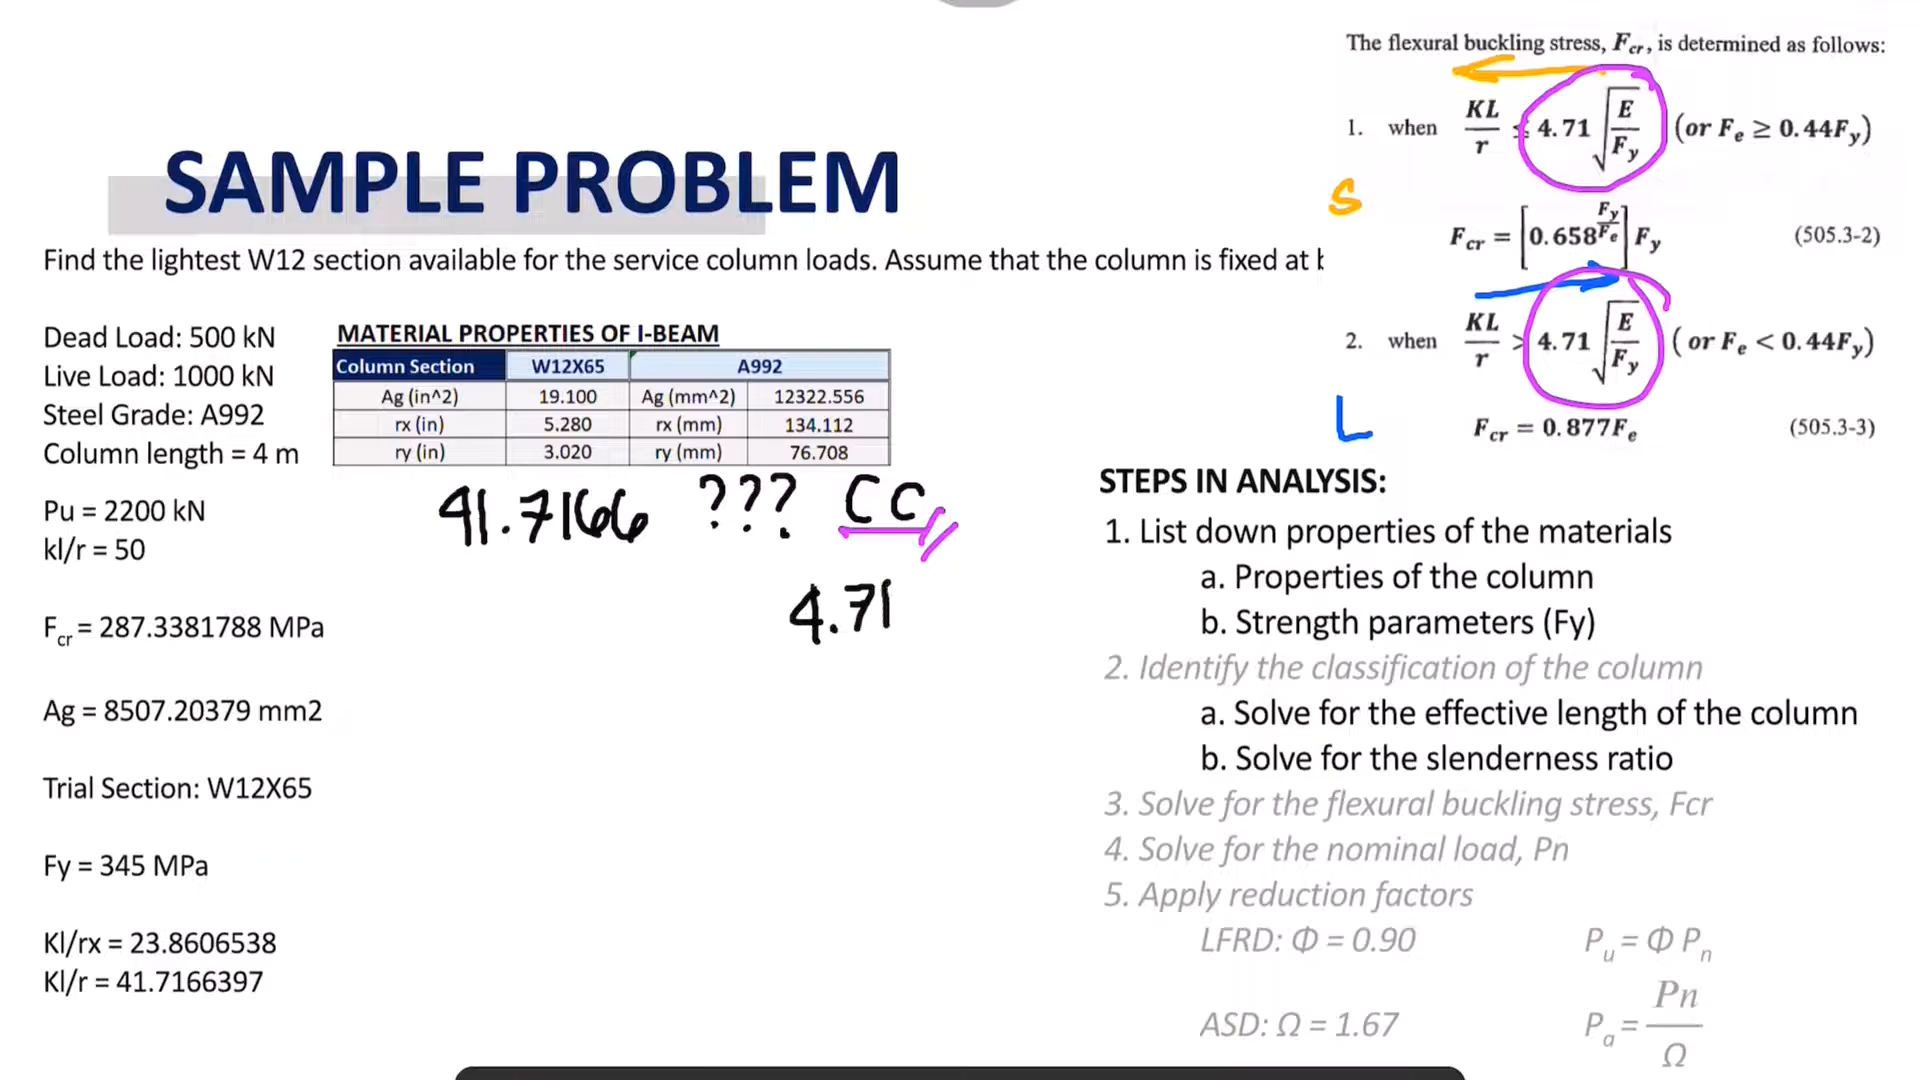 SAMPLE PROBLEM
Find the lightest W12 section available for the service column loads. Assume that the column is fixed at
Dead Load: 500 kN
Live Load: 1000 kN
Steel Grade: A992
Column length = 4 m
Pu = 2200 kN
kl/r = 50
Fcr = 287.3381788 MPa
Ag = 8507.20379 mm2
Trial Section: W12X65
Fy = 345 MPa
Kl/rx = 23.8606538
Kl/r = 41.7166397
MATERIAL PROPERTIES OF I-BEAM
Column Section W12X65 A992
Ag (in^2) 19.100 Ag (mm^2) 12322.556
rx (in) 5.280 rx (mm) 134.112
ry (in) 3.020 ry (mm) 76.708
41.7166 ??? CC
4.71
The flexural buckling stress, Fcr, is determined as follows:
1. when KL/r ≤ 4.71 √E/Fy (or Fe ≥ 0.44Fy)
S
Fcr = [0.658^Fy/Fe] Fy (505.3-2)
2. when KL/r > 4.71 √E/Fy ( or Fe < 0.44Fy)
L
Fcr = 0.877Fe (505.3-3)
STEPS IN ANALYSIS:
1. List down properties of the materials
a. Properties of the column
b. Strength parameters (Fy)
2. Identify the classification of the column
a. Solve for the effective length of the column
b. Solve for the slenderness ratio
3. Solve for the flexural buckling stress, Fcr
4. Solve for the nominal load, Pn
5. Apply reduction factors
LFRD: Φ = 0.90 Pu = Φ Pn
ASD: Ω = 1.67 Pa = Pn/Ω